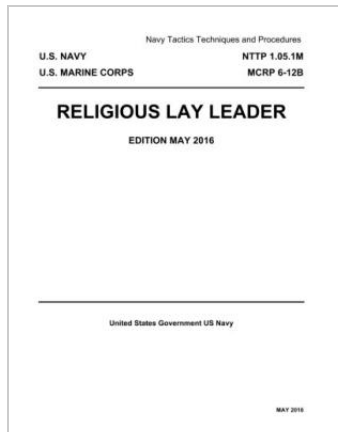 Navy Tactics Techniques and Procedures
U.S. NAVY NTTP 1.05.1M
U.S. MARINE CORPS MCRP 6-12B
RELIGIOUS LAY LEADER
EDITION MAY 2016
United States Government US Navy
MAY 2016